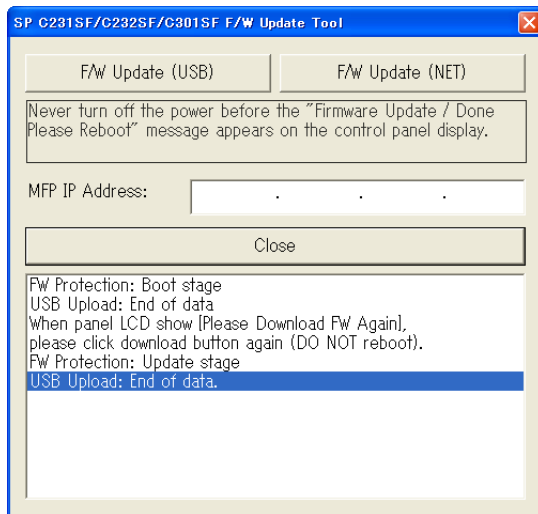 SP C231SF/C232SF/C301SF F/W Update Tool
F/W Update (USB)
F/W Update (NET)
Never turn off the power before the "Firmware Update / Done
Please Reboot" message appears on the control panel display.
MFP IP Address:
. . .
Close
FW Protection: Boot stage
USB Upload: End of data
When panel LCD show [Please Download FW Again],
please click download button again (DO NOT reboot).
FW Protection: Update stage
USB Upload: End of data.